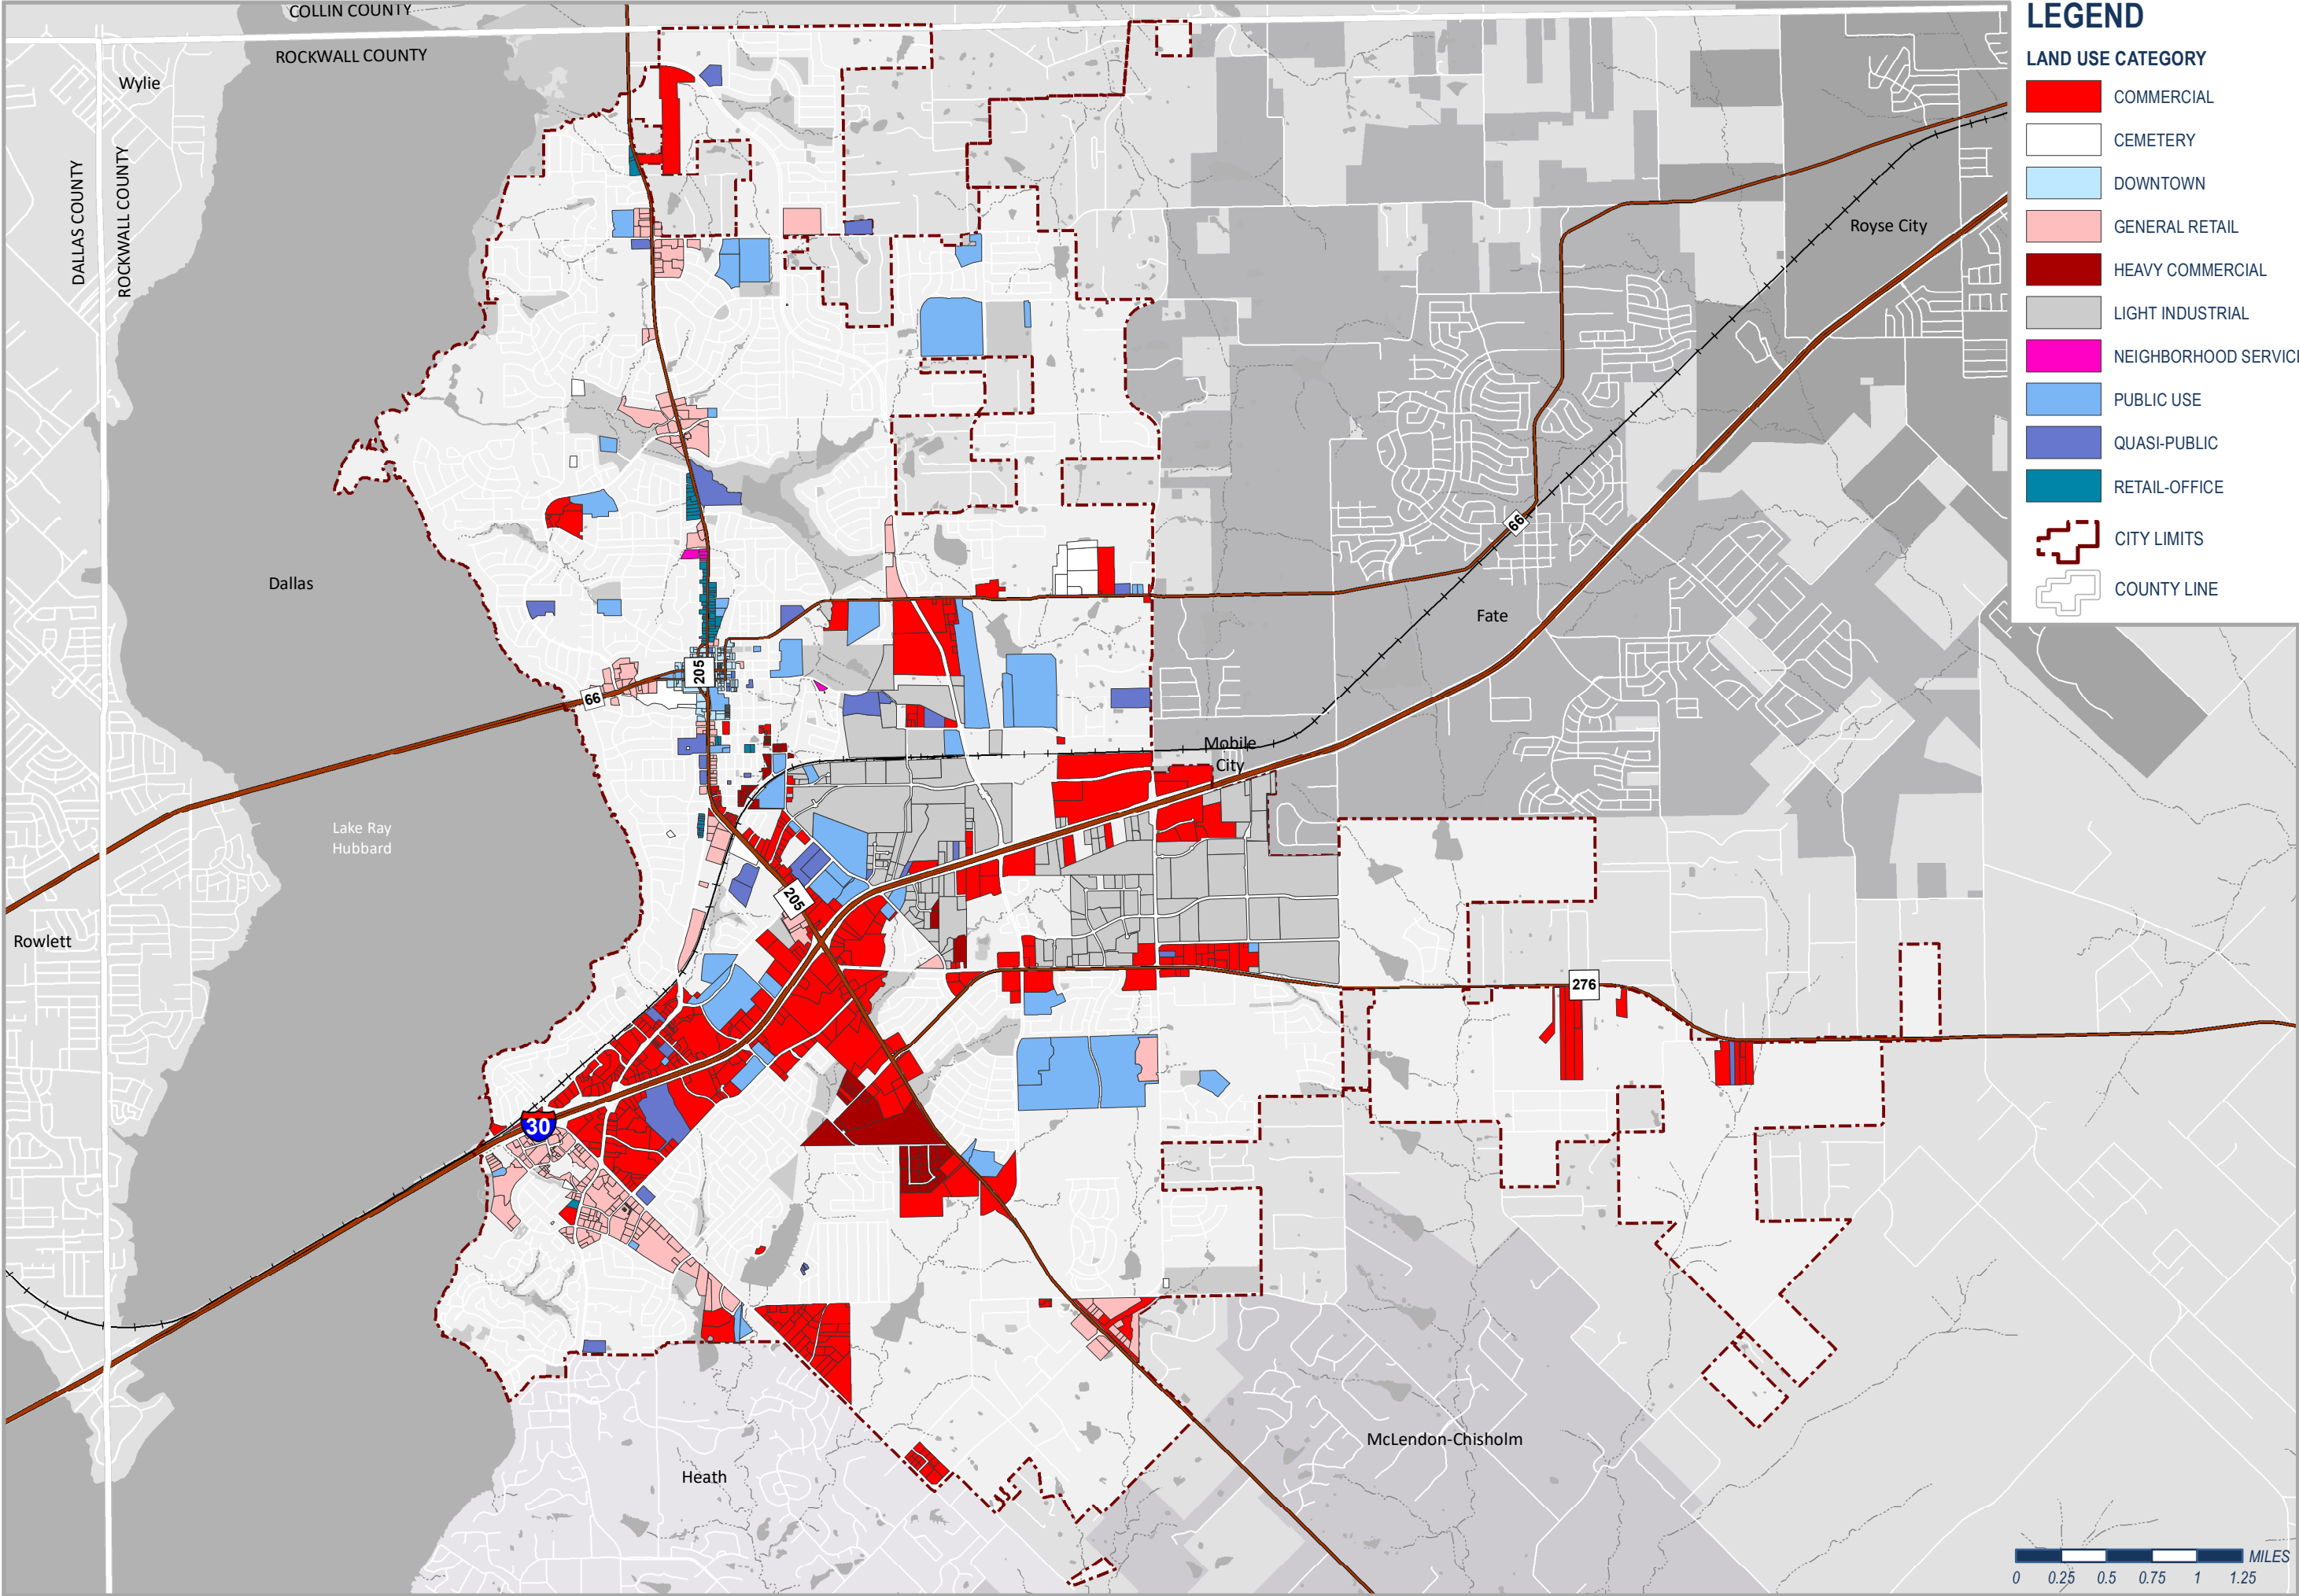 COLLIN COUNTY
ROCKWALL COUNTY
Wylie
DALLAS COUNTY
ROCKWALL COUNTY
Royse City
Dallas
66
Fate
205
66
Mobile
City
Lake Ray
Hubbard
205
Rowlett
276
30
McLendon-Chisholm
Heath
LEGEND
LAND USE CATEGORY
COMMERCIAL
CEMETERY
DOWNTOWN
GENERAL RETAIL
HEAVY COMMERCIAL
LIGHT INDUSTRIAL
NEIGHBORHOOD SERVIC
PUBLIC USE
QUASI-PUBLIC
RETAIL-OFFICE
CITY LIMITS
COUNTY LINE
MILES
0 0.25 0.5 0.75 1 1.25